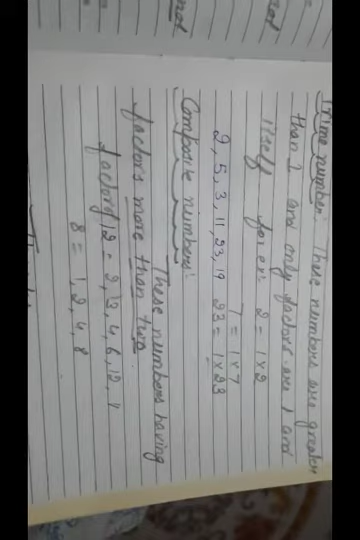 Prime number: These numbers are greater
than 1 and only factors are 1 and
itself for ex: 2 = 1×2
7 = 1×7
2, 5, 3, 11, 23, 19 23 = 1×23
Composite numbers:
These numbers having
factors more than two.
factors 12 = 2, 3, 4, 6, 12, 1
8 = 1, 2, 4, 8